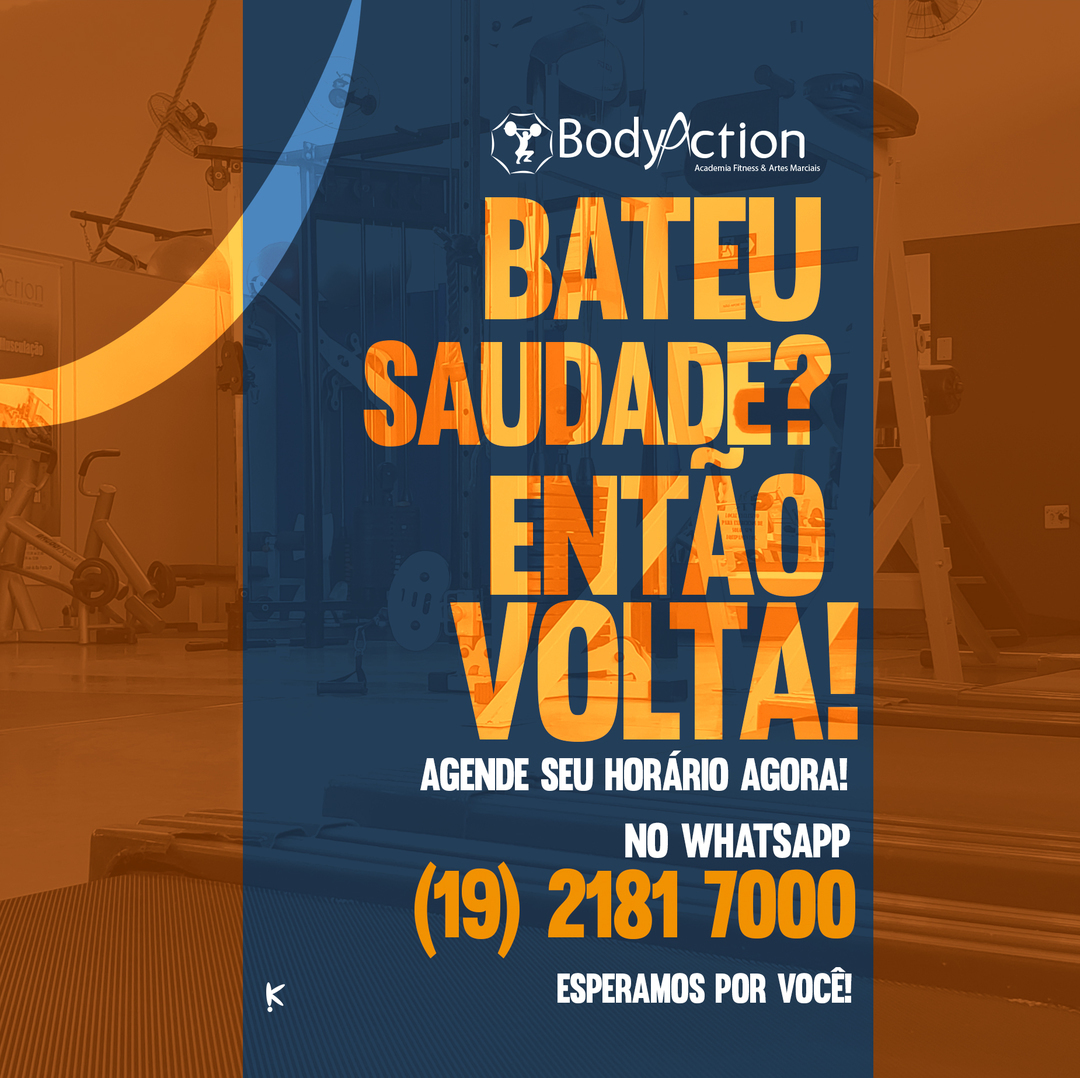 BodyAction
Academia Fitness & Artes Marciais
BATEU
SAUDADE?
ENTÃO
VOLTA!
AGENDE SEU HORÁRIO AGORA!
NO WHATSAPP
(19) 2181 7000
ESPERAMOS POR VOCÊ!
Musculação